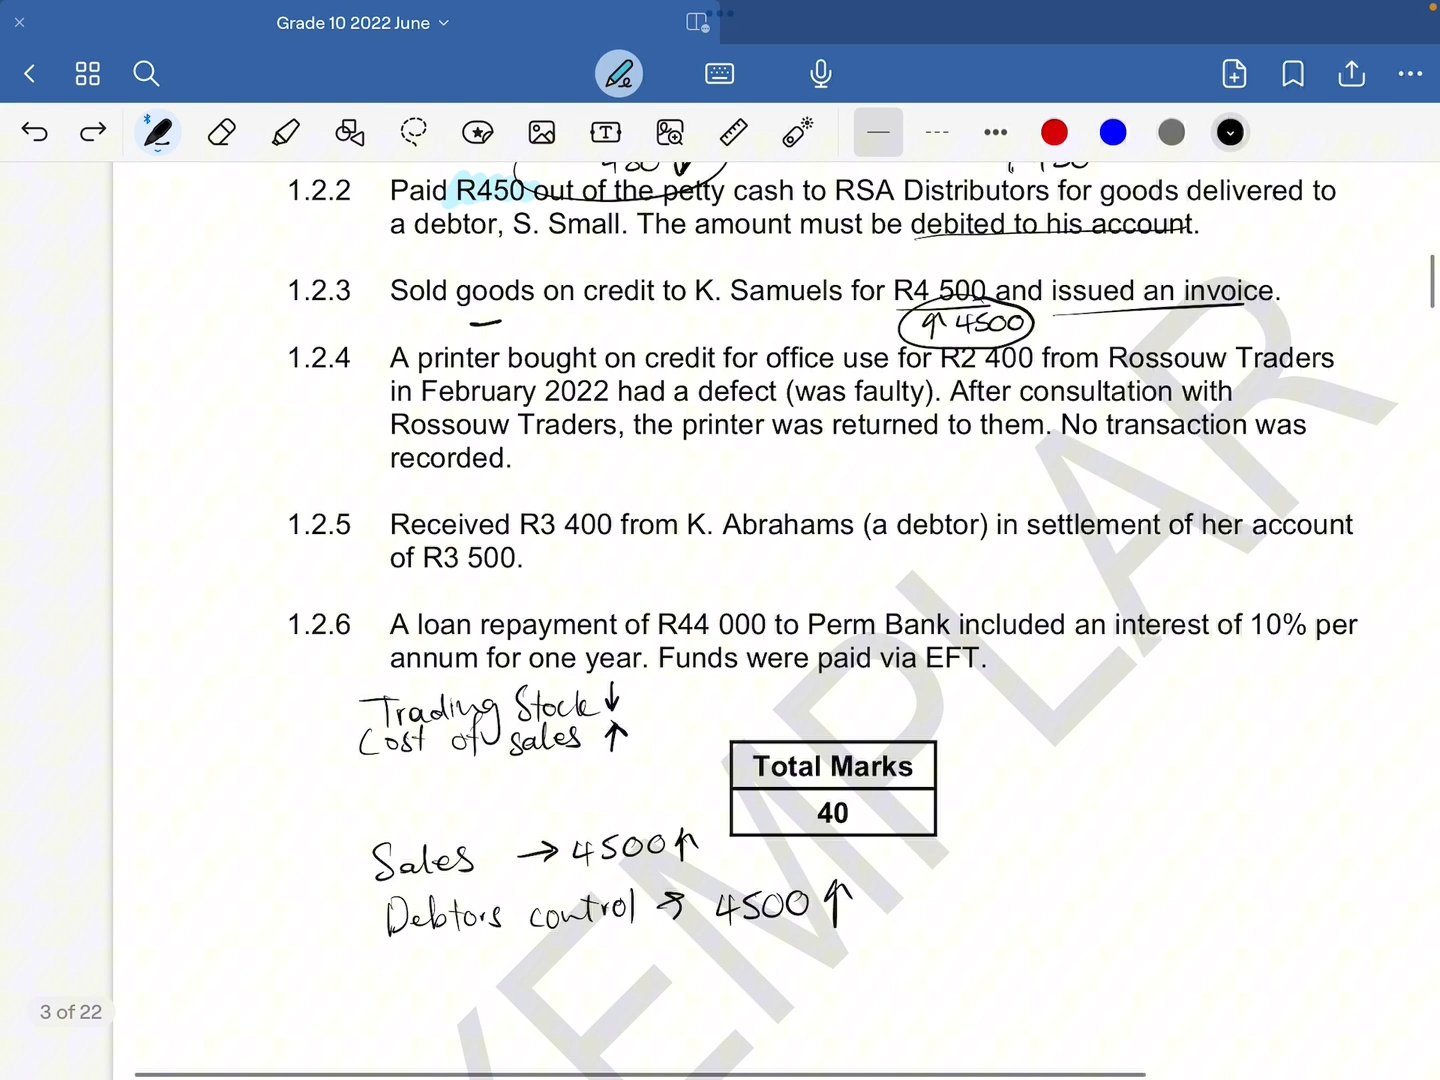 Grade 10 2022 June
1.2.2 Paid R450 out of the petty cash to RSA Distributors for goods delivered to
a debtor, S. Small. The amount must be debited to his account.
1.2.3 Sold goods on credit to K. Samuels for R4 500 and issued an invoice.
↑ 4500
1.2.4 A printer bought on credit for office use for R2 400 from Rossouw Traders
in February 2022 had a defect (was faulty). After consultation with
Rossouw Traders, the printer was returned to them. No transaction was
recorded.
1.2.5 Received R3 400 from K. Abrahams (a debtor) in settlement of her account
of R3 500.
1.2.6 A loan repayment of R44 000 to Perm Bank included an interest of 10% per
annum for one year. Funds were paid via EFT.
Trading Stock ↓
Cost of sales ↑
Total Marks
40
Sales → 4500 ↑
Debtors control → 4500 ↑
3 of 22